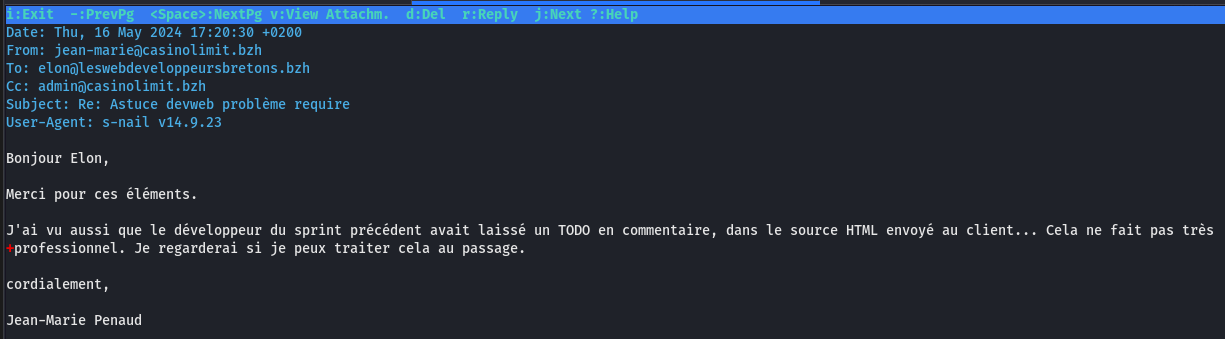 i:Exit  -:PrevPg  <Space>:NextPg v:View Attachm.  d:Del  r:Reply  j:Next ?:Help
Date: Thu, 16 May 2024 17:20:30 +0200
From: jean-marie@casinolimit.bzh
To: elon@leswebdeveloppeursbretons.bzh
Cc: admin@casinolimit.bzh
Subject: Re: Astuce devweb problème require
User-Agent: s-nail v14.9.23
Bonjour Elon,
Merci pour ces éléments.
J'ai vu aussi que le développeur du sprint précédent avait laissé un TODO en commentaire, dans le source HTML envoyé au client... Cela ne fait pas très
+professionnel. Je regarderai si je peux traiter cela au passage.
cordialement,
Jean-Marie Penaud